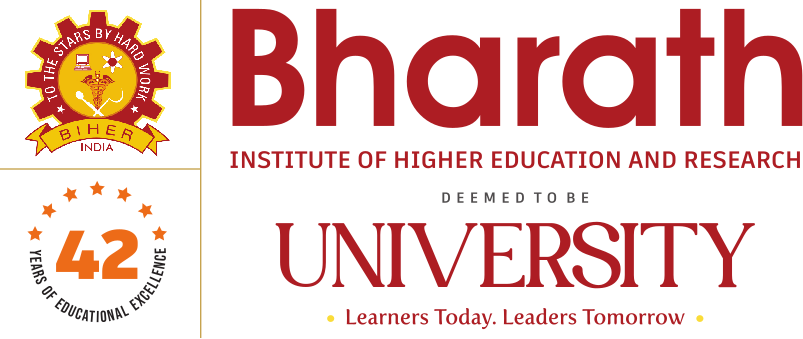 TO THE STARS BY HARD WORK
BIHER
INDIA
42
YEARS OF EDUCATIONAL EXCELLENCE
Bharath
INSTITUTE OF HIGHER EDUCATION AND RESEARCH
DEEMED TO BE
UNIVERSITY
• Learners Today. Leaders Tomorrow •